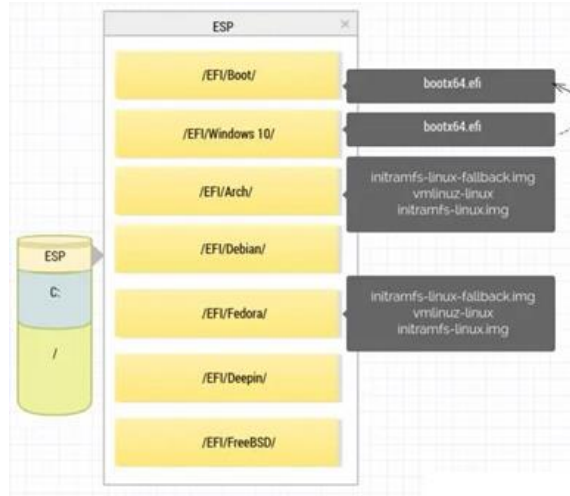 ESP
/EFI/Boot/
bootx64.efi
/EFI/Windows 10/
bootx64.efi
/EFI/Arch/
initramfs-linux-fallback.img
vmlinuz-linux
initramfs-linux.img
/EFI/Debian/
/EFI/Fedora/
initramfs-linux-fallback.img
vmlinuz-linux
initramfs-linux.img
/EFI/Deepin/
/EFI/FreeBSD/
ESP
C:
/